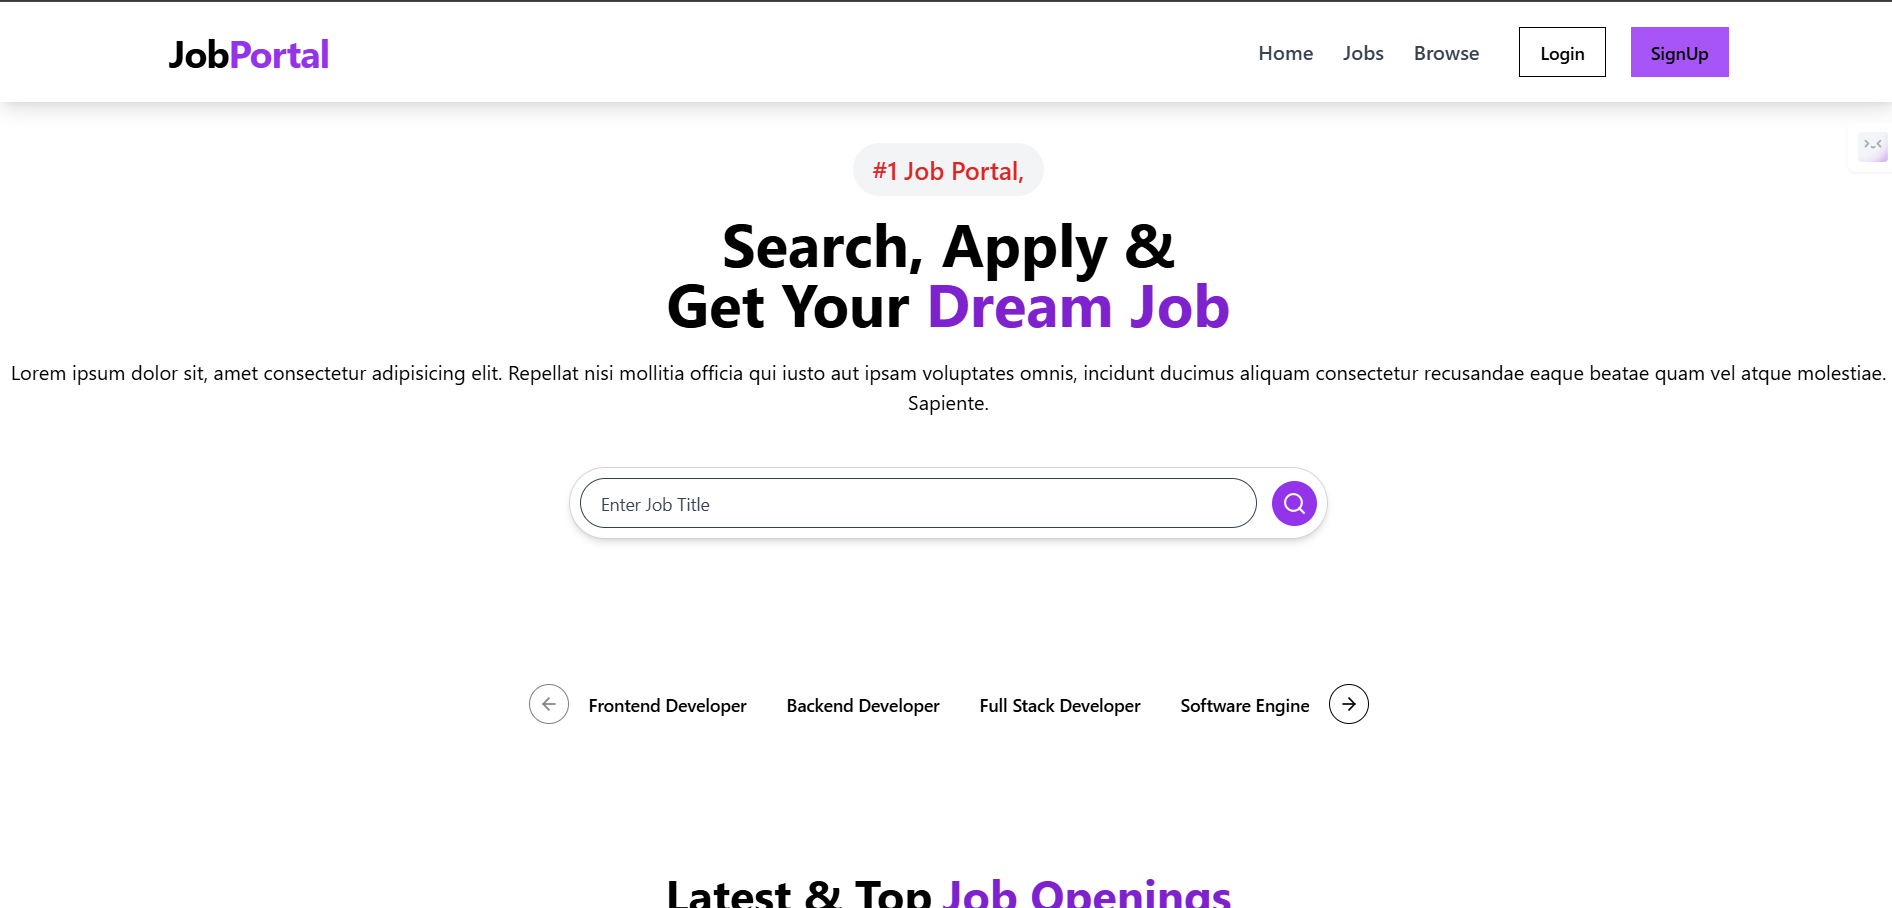 JobPortal
Home Jobs Browse Login SignUp
#1 Job Portal,
Search, Apply &
Get Your Dream Job
Lorem ipsum dolor sit, amet consectetur adipisicing elit. Repellat nisi mollitia officia qui iusto aut ipsam voluptates omnis, incidunt ducimus aliquam consectetur recusandae eaque beatae quam vel atque molestiae.
Sapiente.
Enter Job Title
Frontend Developer Backend Developer Full Stack Developer Software Engine
Latest & Top Job Openings